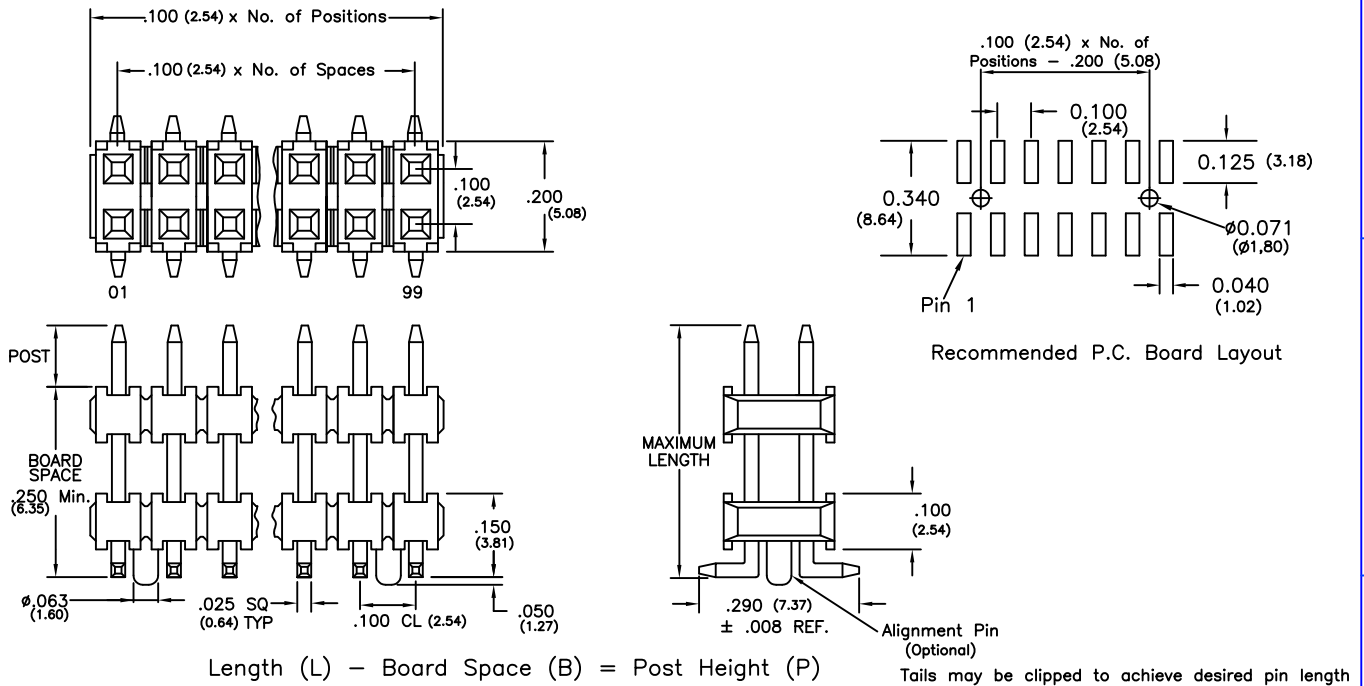 .100 (2.54) x No. of Positions
.100 (2.54) x No. of Spaces
.100
(2.54)
.200
(5.08)
01
99
.100 (2.54) x No. of
Positions - .200 (5.08)
0.100
(2.54)
0.125 (3.18)
0.340
(8.64)
Ø0.071
(Ø1,80)
Pin 1
0.040
(1.02)
Recommended P.C. Board Layout
POST
BOARD
SPACE
.250 Min.
(6.35)
.150
(3.81)
Ø.063
(1.60)
.025 SQ
(0.64) TYP
.100 CL (2.54)
.050
(1.27)
MAXIMUM
LENGTH
.100
(2.54)
.290 (7.37)
± .008 REF.
Alignment Pin
(Optional)
Length (L) - Board Space (B) = Post Height (P)
Tails may be clipped to achieve desired pin length